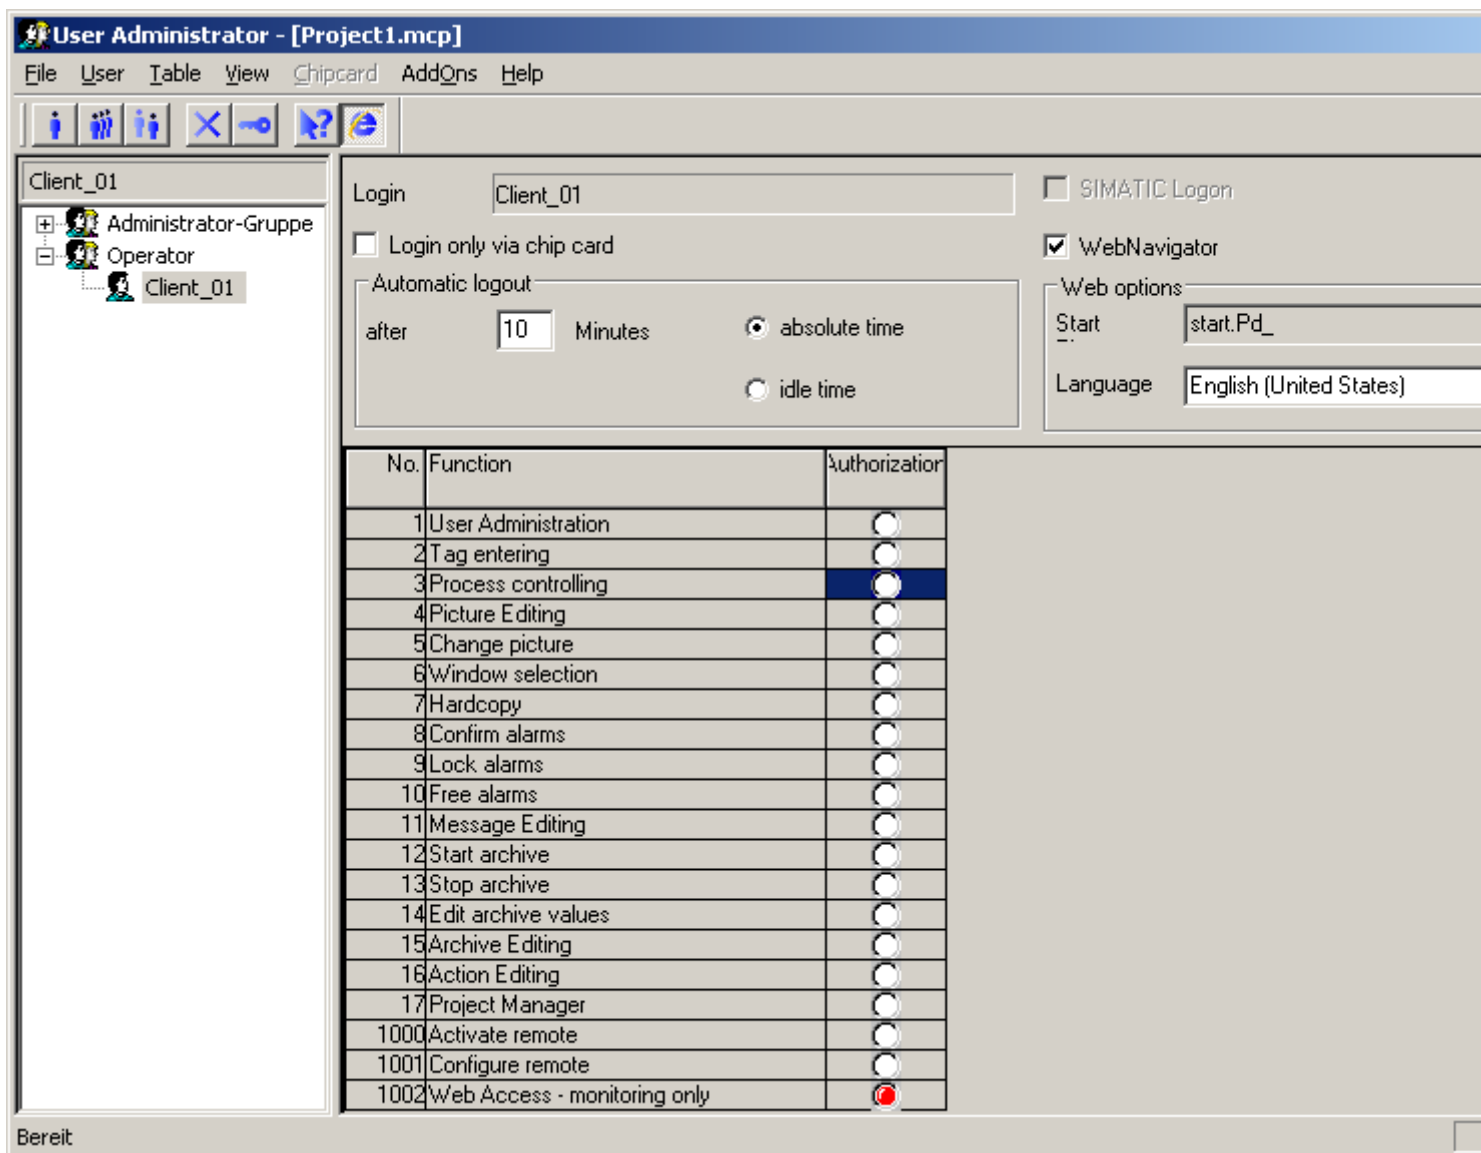 User Administrator - [Project1.mcp]
File User Table View Chipcard AddOns Help
Client_01
Administrator-Gruppe
Operator
Client_01
Login Client_01
SIMATIC Logon
Login only via chip card
WebNavigator
Automatic logout
after 10 Minutes
absolute time
idle time
Web options
Start start.Pd_
Language English (United States)
No. Function Authorization
1 User Administration
2 Tag entering
3 Process controlling
4 Picture Editing
5 Change picture
6 Window selection
7 Hardcopy
8 Confirm alarms
9 Lock alarms
10 Free alarms
11 Message Editing
12 Start archive
13 Stop archive
14 Edit archive values
15 Archive Editing
16 Action Editing
17 Project Manager
1000 Activate remote
1001 Configure remote
1002 Web Access - monitoring only
Bereit